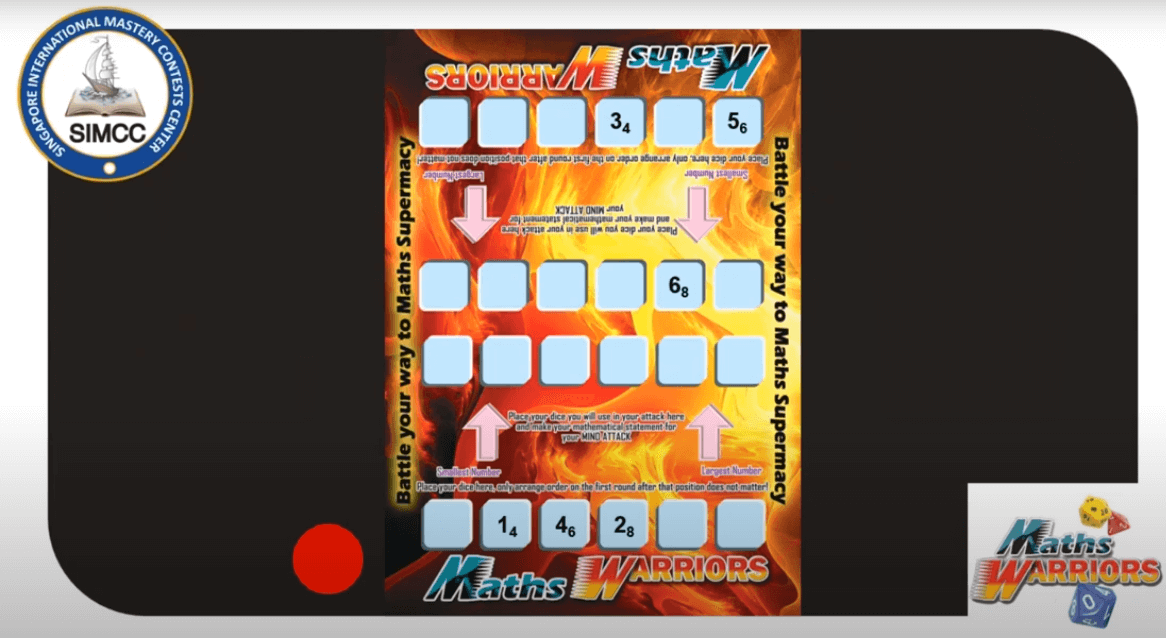 SINGAPORE INTERNATIONAL MASTERY CONTESTS CENTER
SIMCC
Maths WARRIORS
3₄ 5₆
Place your dice here, only arrange order on the first round after that position does not matter!
Largest Number
Smallest Number
Place your dice you will use in your attack here
and make your mathematical statement for
your MIND ATTACK
Battle your way to Maths Supermacy
Battle your way to Maths Supermacy
6₈
Place your dice you will use in your attack here
and make your mathematical statement for
your MIND ATTACK
Smallest Number
Largest Number
Place your dice here, only arrange order on the first round after that position does not matter!
1₄ 4₆ 2₈
Maths WARRIORS
Maths
WARRIORS